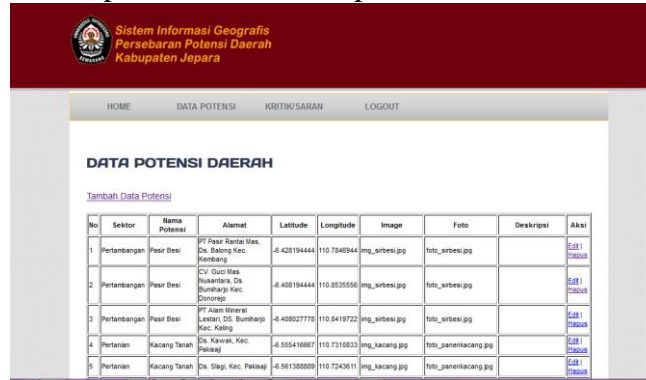 Sistem Informasi Geografis
Persebaran Potensi Daerah
Kabupaten Jepara
HOME DATA POTENSI KRITIK/SARAN LOGOUT
DATA POTENSI DAERAH
Tambah Data Potensi
No Sektor Nama Potensi Alamat Latitude Longitude Image Foto Deskripsi Aksi
1 Pertambangan Pasir Besi PT Pasir Rantai Mas, Ds. Balong Kec. Kembang -6.428194444 110.7846944 img_sirbesi.jpg foto_sirbesi.jpg Edit | Hapus
2 Pertambangan Pasir Besi CV. Guci Mas Nusantara, Ds. Bumiharjo Kec. Donorejo -6.408194444 110.8535556 img_sirbesi.jpg foto_sirbesi.jpg Edit | Hapus
3 Pertambangan Pasir Besi PT Alam Mineral Lestari, DS. Bumiharjo Kec. Keling -6.408027778 110.8419722 img_sirbesi.jpg foto_sirbesi.jpg Edit | Hapus
4 Pertanian Kacang Tanah Ds. Kawak, Kec. Pakisaji -6.555416667 110.7310833 img_kacang.jpg foto_panenkacang.jpg Edit | Hapus
5 Pertanian Kacang Tanah Ds. Slagi, Kec. Pakisaji -6.561388889 110.7243611 img_kacang.jpg foto_panenkacang.jpg Edit | Hapus